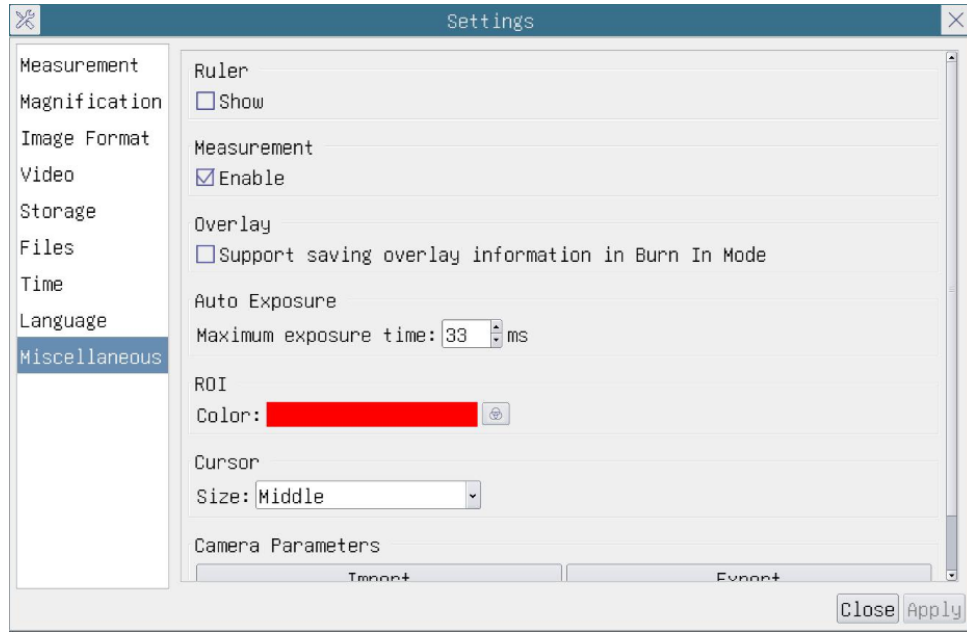 Settings
Measurement
Magnification
Image Format
Video
Storage
Files
Time
Language
Miscellaneous
Ruler
Show
Measurement
Enable
Overlay
Support saving overlay information in Burn In Mode
Auto Exposure
Maximum exposure time: 33 ms
ROI
Color:
Cursor
Size: Middle
Camera Parameters
Import Export
Close Apply